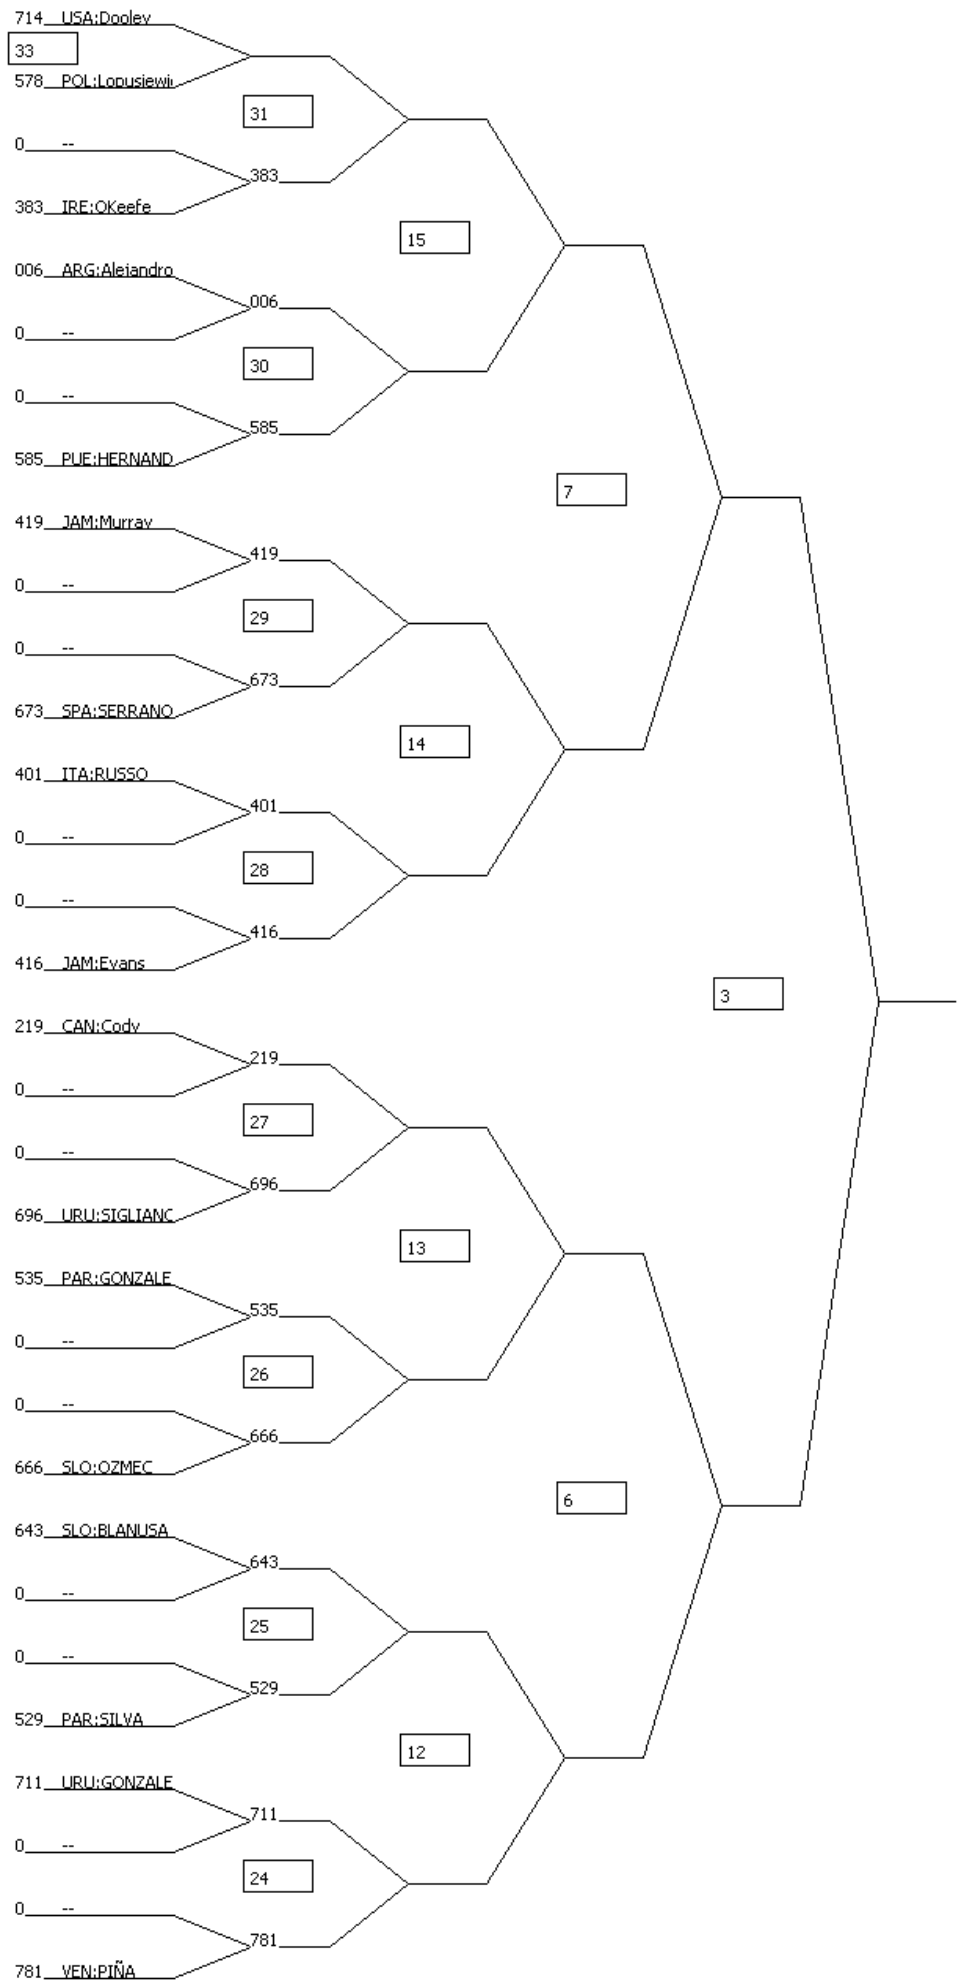 714 USA:Dooley
33
578 POL:Lopusiewi
31
0 --
383
383 IRE:OKeefe
15
006 ARG:Alejandro
006
0 --
30
0 --
585
585 PUE:HERNAND
7
419 JAM:Murray
419
0 --
29
0 --
673
673 SPA:SERRANO
14
401 ITA:RUSSO
401
0 --
28
0 --
416
416 JAM:Evans
3
219 CAN:Cody
219
0 --
27
0 --
696
696 URU:SIGLIANC
13
535 PAR:GONZALE
535
0 --
26
0 --
666
666 SLO:OZMEC
6
643 SLO:BLANUSA
643
0 --
25
0 --
529
529 PAR:SILVA
12
711 URU:GONZALE
711
0 --
24
0 --
781
781 VEN:PIÑA